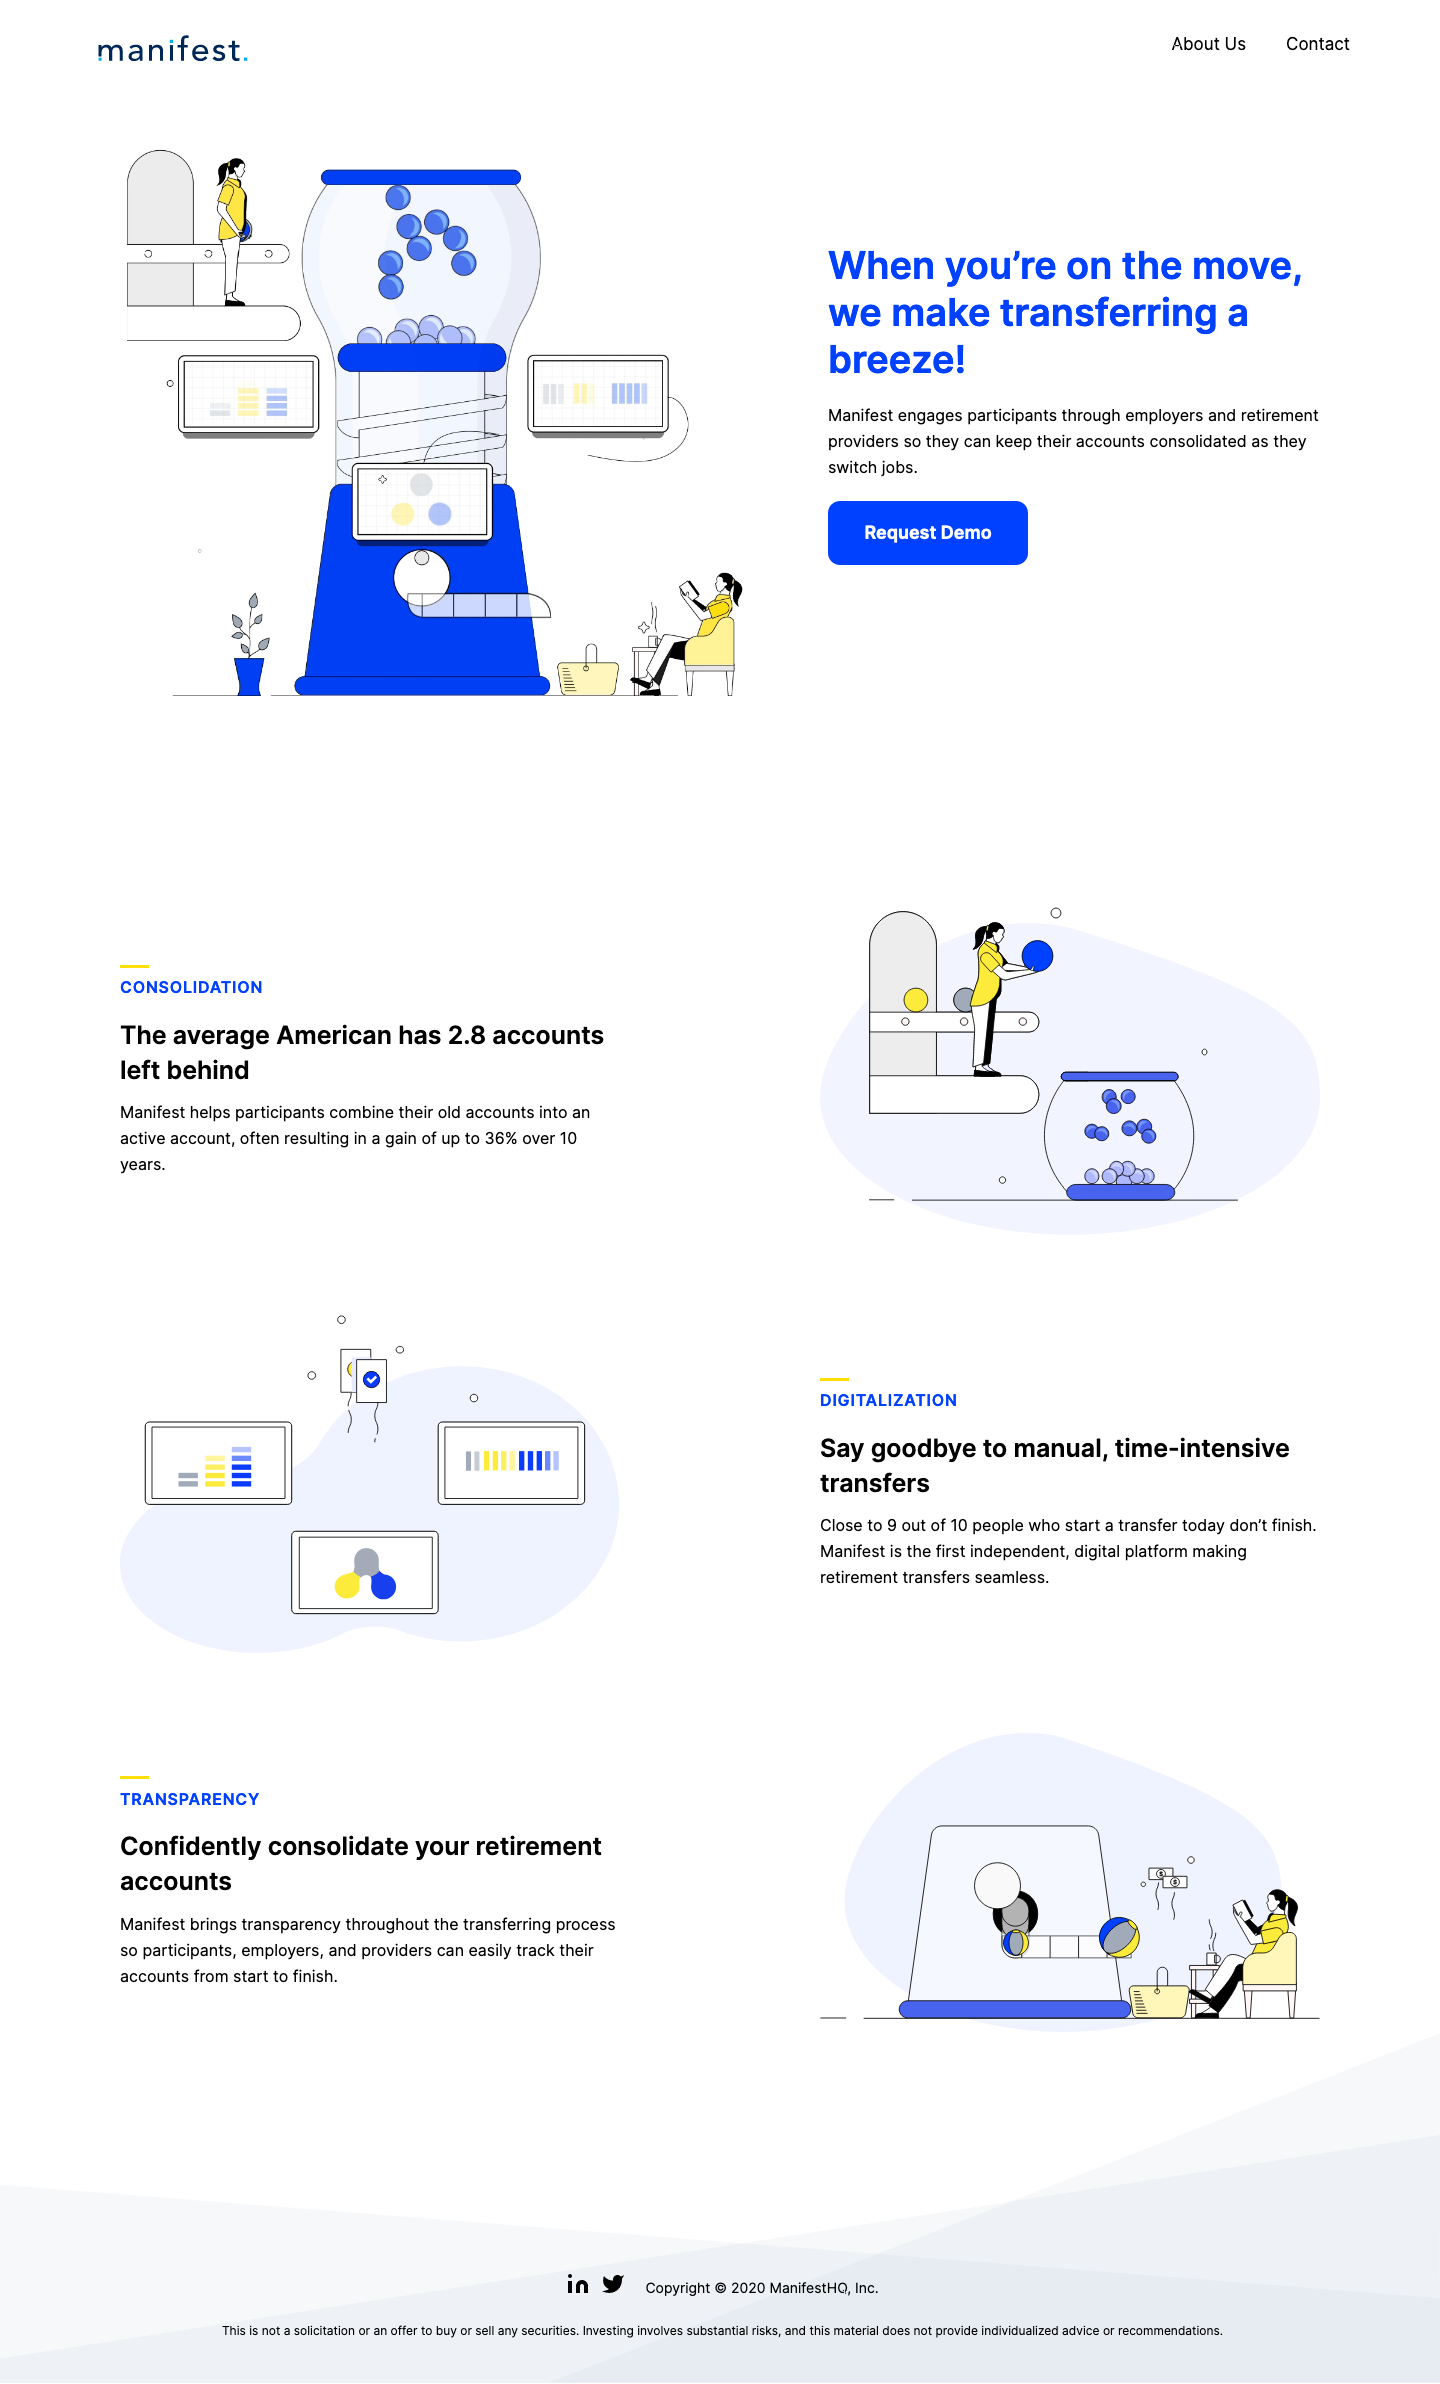 manifest.
About Us
Contact
When you’re on the move,
we make transferring a
breeze!
Manifest engages participants through employers and retirement
providers so they can keep their accounts consolidated as they
switch jobs.
Request Demo
CONSOLIDATION
The average American has 2.8 accounts
left behind
Manifest helps participants combine their old accounts into an
active account, often resulting in a gain of up to 36% over 10
years.
DIGITALIZATION
Say goodbye to manual, time-intensive
transfers
Close to 9 out of 10 people who start a transfer today don’t finish.
Manifest is the first independent, digital platform making
retirement transfers seamless.
TRANSPARENCY
Confidently consolidate your retirement
accounts
Manifest brings transparency throughout the transferring process
so participants, employers, and providers can easily track their
accounts from start to finish.
in
Copyright © 2020 ManifestHQ, Inc.
This is not a solicitation or an offer to buy or sell any securities. Investing involves substantial risks, and this material does not provide individualized advice or recommendations.